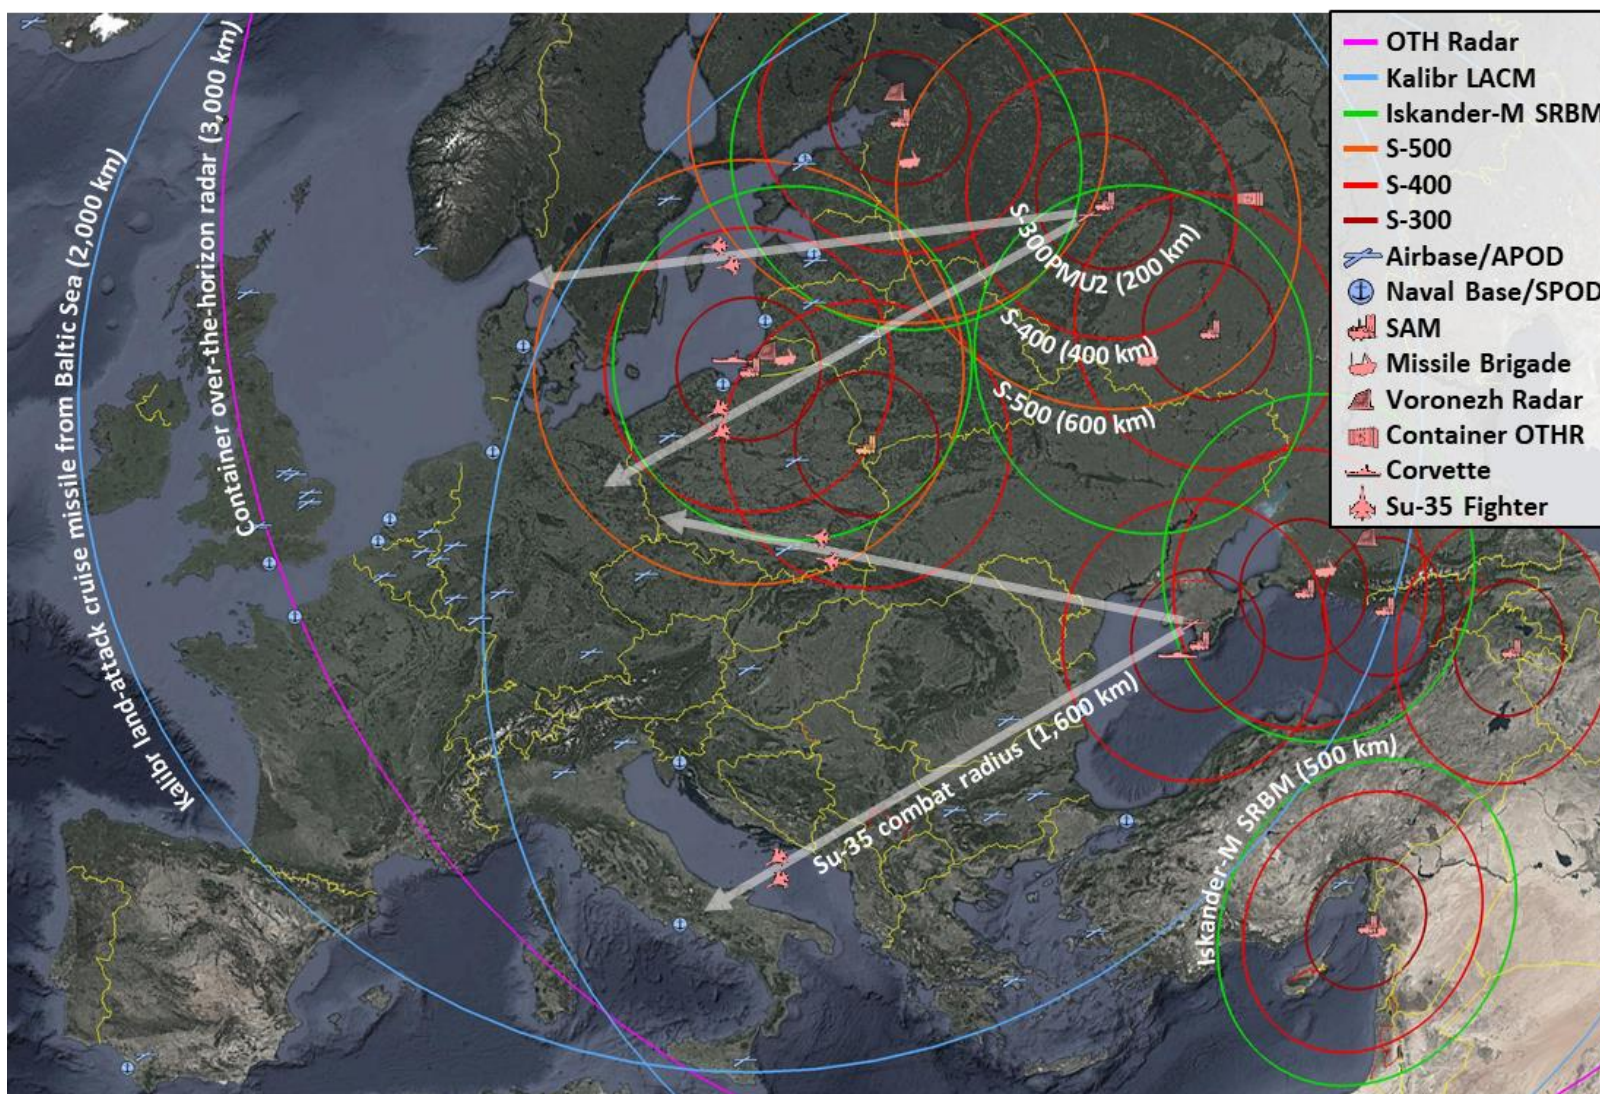 Kalibr land-attack cruise missile from Baltic Sea (2,000 km)
Container over-the-horizon radar (3,000 km)
S-300PMU2 (200 km)
S-400 (400 km)
S-500 (600 km)
Su-35 combat radius (1,600 km)
Iskander-M SRBM (500 km)
OTH Radar
Kalibr LACM
Iskander-M SRBM
S-500
S-400
S-300
Airbase/APOD
Naval Base/SPOD
SAM
Missile Brigade
Voronezh Radar
Container OTHR
Corvette
Su-35 Fighter